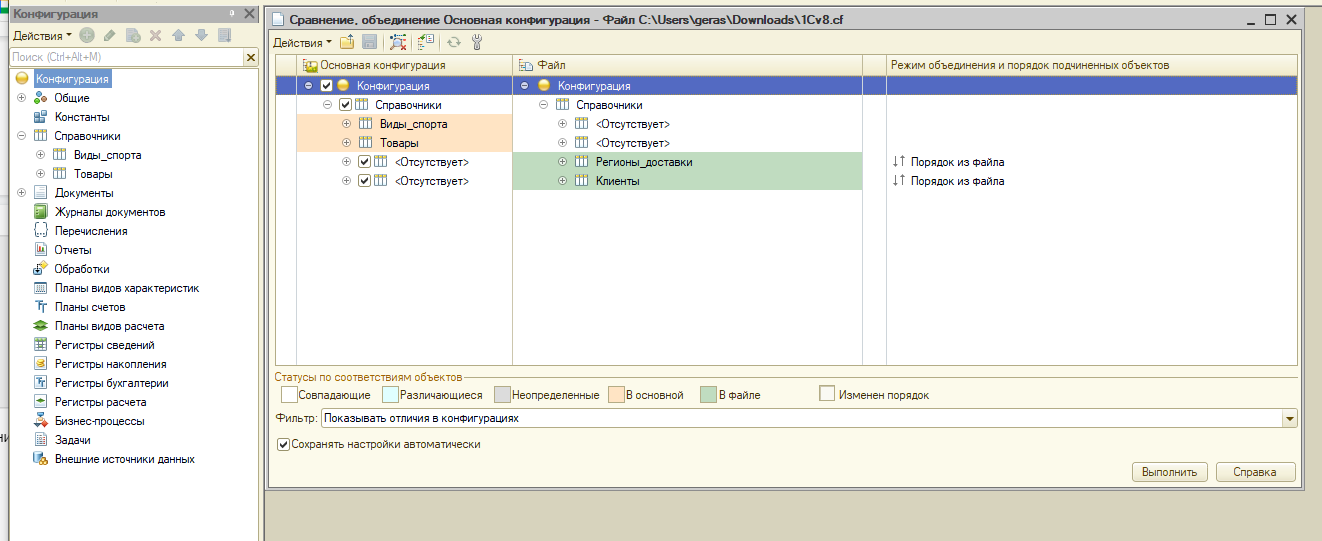 Конфигурация
Действия
Поиск (Ctrl+Alt+M)
Конфигурация
Общие
Константы
Справочники
Виды_спорта
Товары
Документы
Журналы документов
Перечисления
Отчеты
Обработки
Планы видов характеристик
Планы счетов
Планы видов расчета
Регистры сведений
Регистры накопления
Регистры бухгалтерии
Регистры расчета
Бизнес-процессы
Задачи
Внешние источники данных
Сравнение, объединение Основная конфигурация - Файл C:\Users\geras\Downloads\1Cv8.cf
Действия
Основная конфигурация Файл Режим объединения и порядок подчиненных объектов
Конфигурация Конфигурация
Справочники Справочники
Виды_спорта <Отсутствует>
Товары <Отсутствует>
<Отсутствует> Регионы_доставки Порядок из файла
<Отсутствует> Клиенты Порядок из файла
Статусы по соответствиям объектов
Совпадающие Различающиеся Неопределенные В основной В файле Изменен порядок
Фильтр: Показывать отличия в конфигурациях
Сохранять настройки автоматически
Выполнить Справка